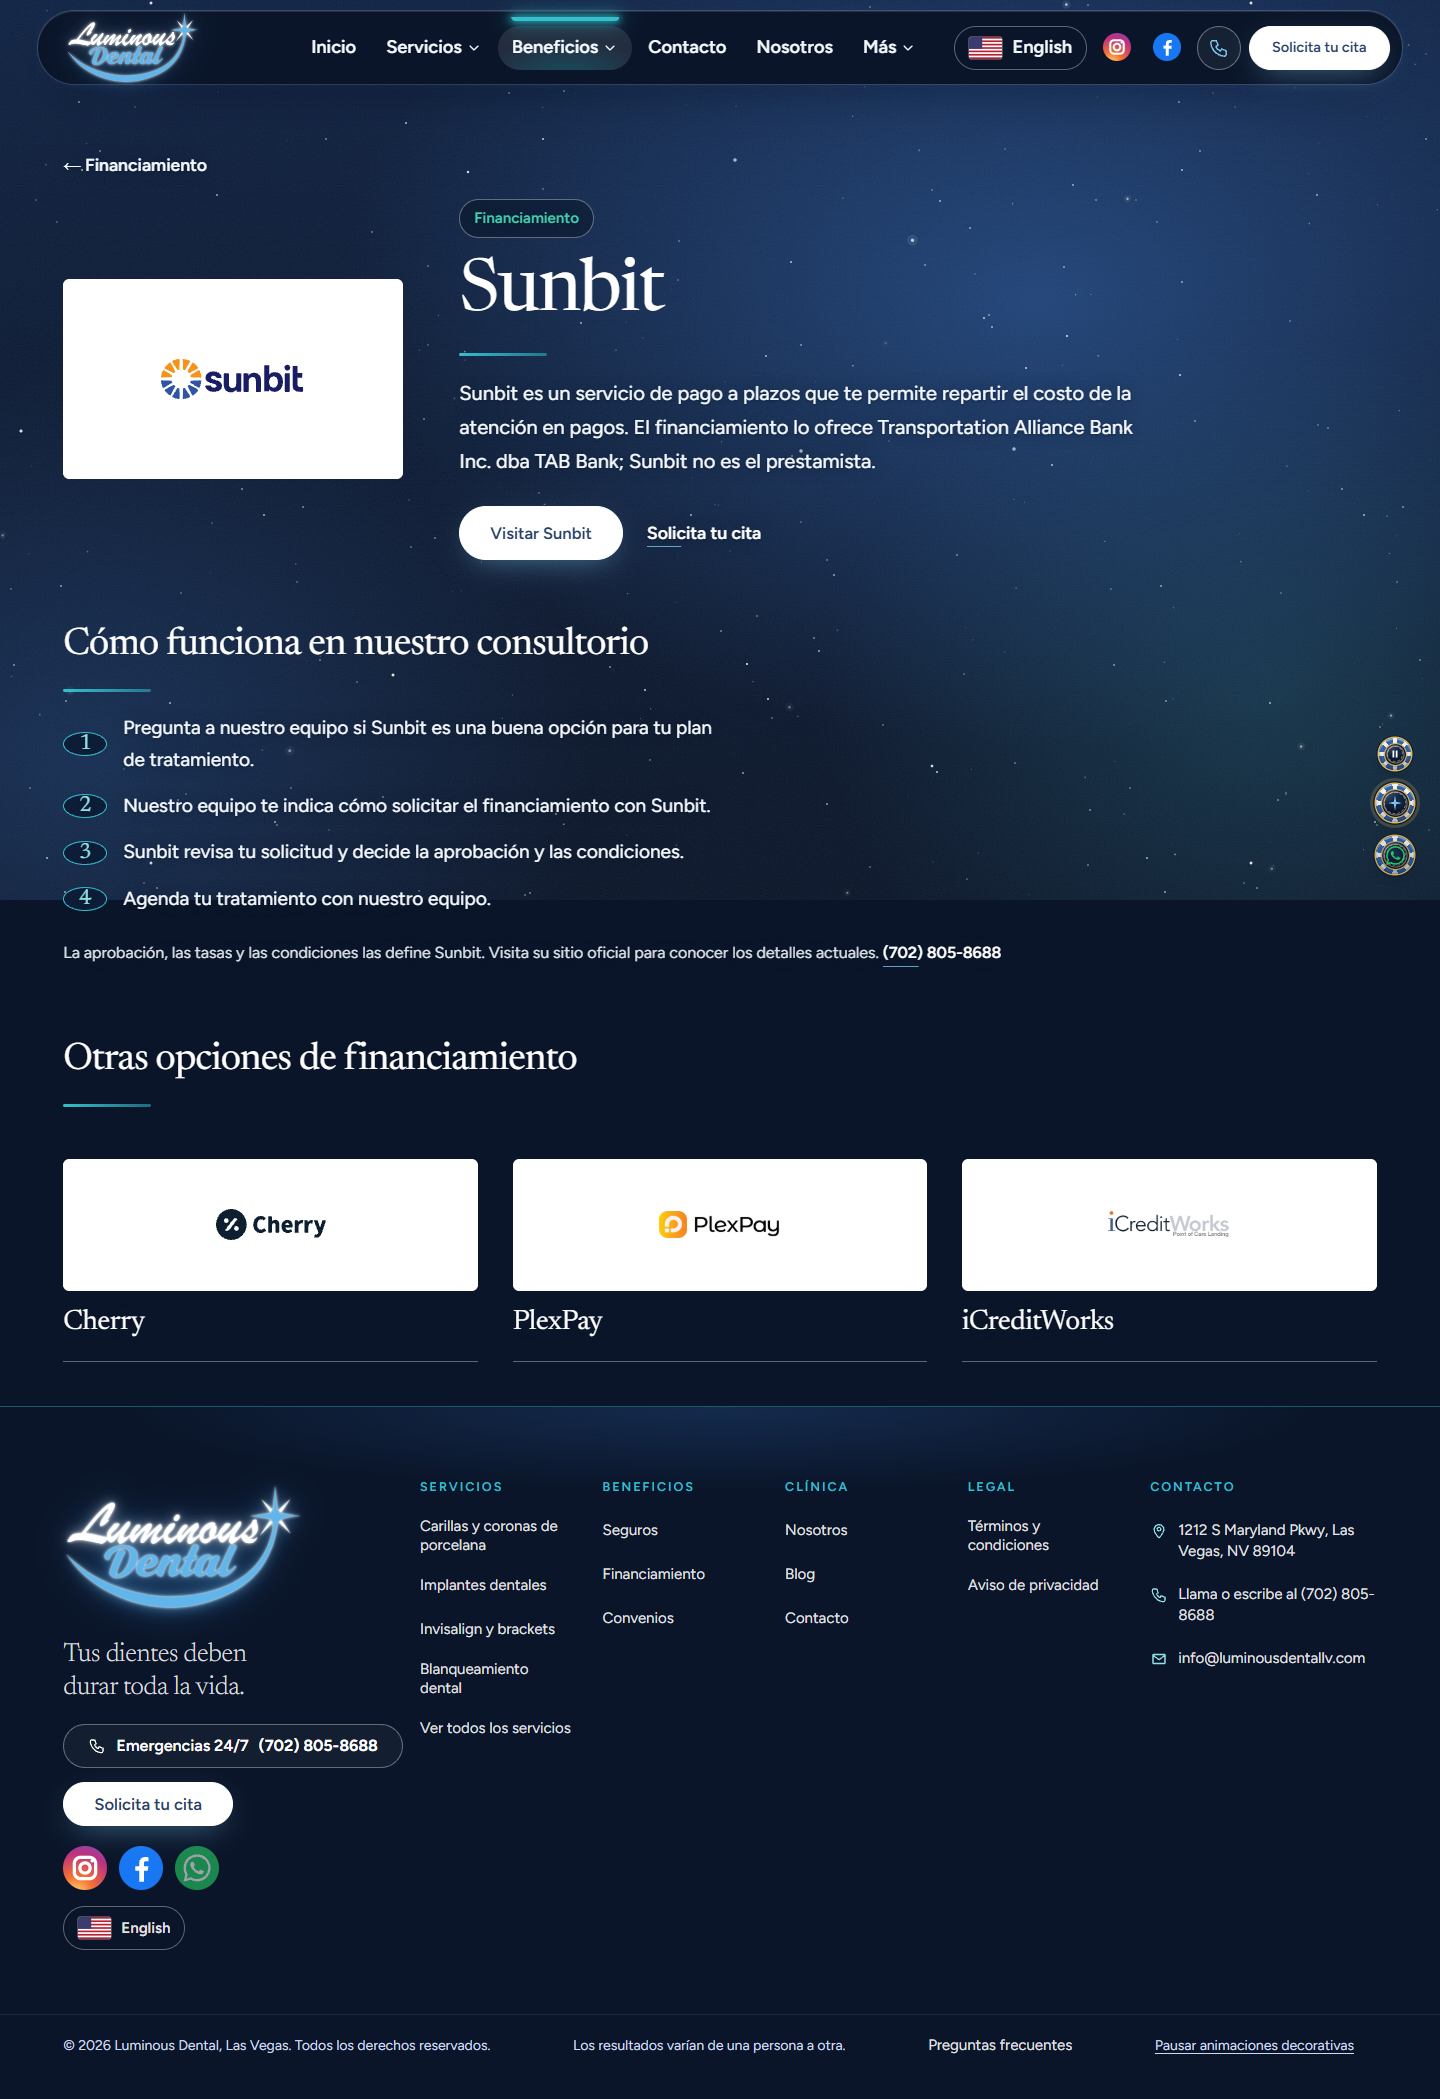 Luminous
Dental
Inicio
Servicios
Beneficios
Contacto
Nosotros
Más
English
Solicita tu cita
← Financiamiento
Financiamiento
Sunbit
sunbit
Sunbit es un servicio de pago a plazos que te permite repartir el costo de la
atención en pagos. El financiamiento lo ofrece Transportation Alliance Bank
Inc. dba TAB Bank; Sunbit no es el prestamista.
Visitar Sunbit
Solicita tu cita
Cómo funciona en nuestro consultorio
1 Pregunta a nuestro equipo si Sunbit es una buena opción para tu plan
de tratamiento.
2 Nuestro equipo te indica cómo solicitar el financiamiento con Sunbit.
3 Sunbit revisa tu solicitud y decide la aprobación y las condiciones.
4 Agenda tu tratamiento con nuestro equipo.
La aprobación, las tasas y las condiciones las define Sunbit. Visita su sitio oficial para conocer los detalles actuales. (702) 805-8688
Otras opciones de financiamiento
Cherry
PlexPay
iCreditWorks
Point of Care Lending
Cherry
PlexPay
iCreditWorks
Luminous
Dental
Tus dientes deben
durar toda la vida.
Emergencias 24/7 (702) 805-8688
Solicita tu cita
English
SERVICIOS
Carillas y coronas de
porcelana
Implantes dentales
Invisalign y brackets
Blanqueamiento
dental
Ver todos los servicios
BENEFICIOS
Seguros
Financiamiento
Convenios
CLÍNICA
Nosotros
Blog
Contacto
LEGAL
Términos y
condiciones
Aviso de privacidad
CONTACTO
1212 S Maryland Pkwy, Las
Vegas, NV 89104
Llama o escribe al (702) 805-
8688
info@luminousdentallv.com
© 2026 Luminous Dental, Las Vegas. Todos los derechos reservados.
Los resultados varían de una persona a otra.
Preguntas frecuentes
Pausar animaciones decorativas